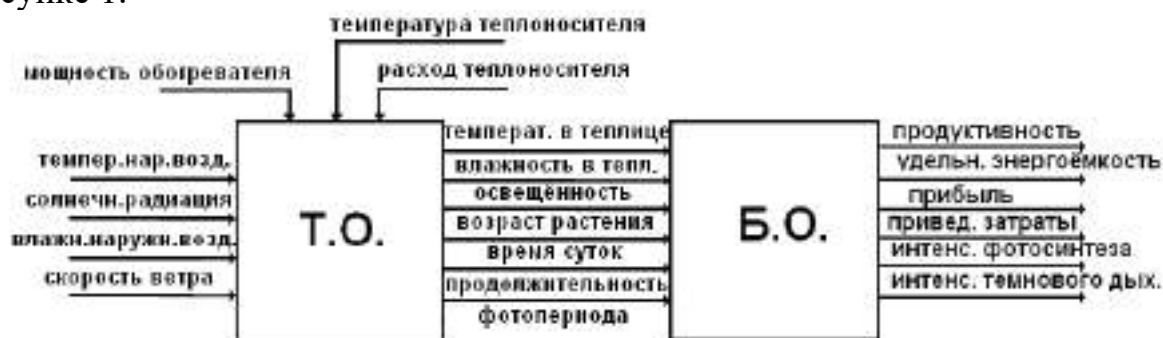 сунке 1.
температура теплоносителя
мощность обогревателя
расход теплоносителя
темпер.нар.возд.
солнечн.радиация
влажн.наружн.возд.
скорость ветра
Т.О.
температ. в теплице
влажность в тепл.
освещённость
возраст растения
время суток
продолжительность
фотопериода
Б.О.
продуктивность
удельн. энергоёмкость
прибыль
привед. затраты
интенс. фотосинтеза
интенс. темнового дых.